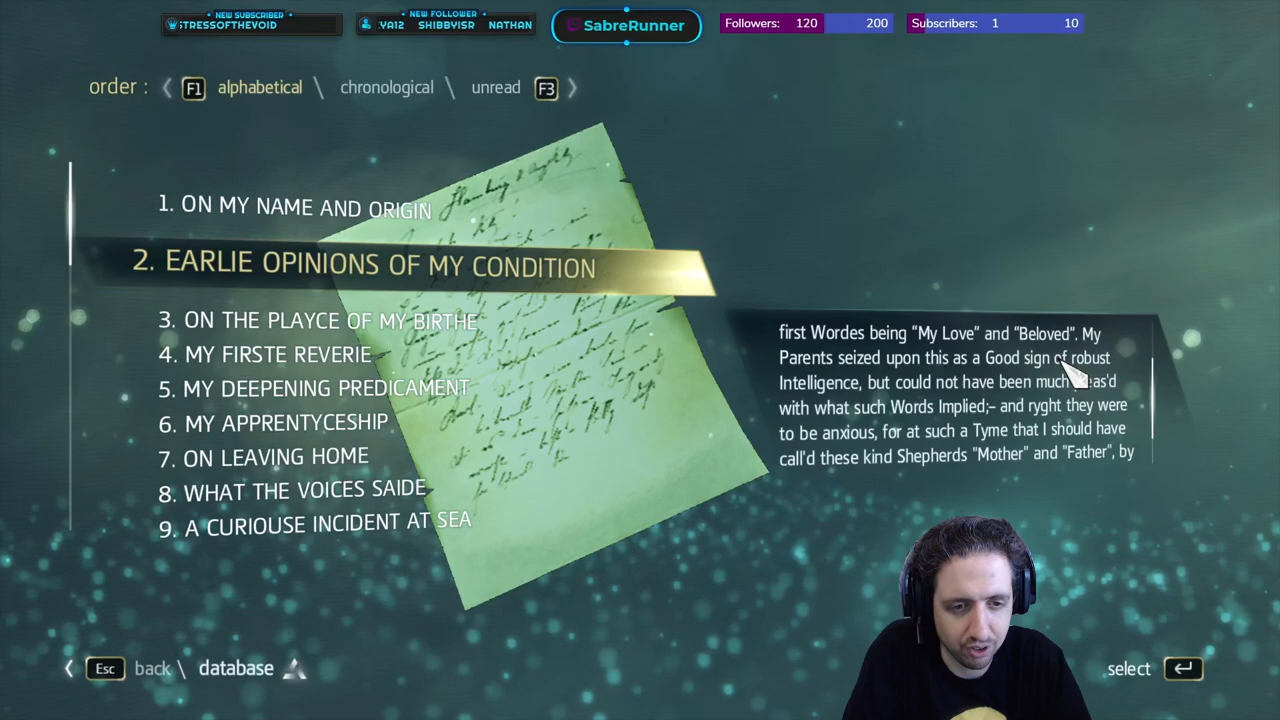 NEW SUBSCRIBER
STRESSOFTHEVOID
NEW FOLLOWER
.YAI2 SHIBBYISR NATHAN
SabreRunner
Followers: 120 200
Subscribers: 1 10
order : F1 alphabetical \ chronological \ unread F3
1. ON MY NAME AND ORIGIN
2. EARLIE OPINIONS OF MY CONDITION
3. ON THE PLAYCE OF MY BIRTHE
4. MY FIRSTE REVERIE
5. MY DEEPENING PREDICAMENT
6. MY APPRENTYCESHIP
7. ON LEAVING HOME
8. WHAT THE VOICES SAIDE
9. A CURIOUSE INCIDENT AT SEA
first Wordes being “My Love” and “Beloved”. My
Parents seized upon this as a Good sign of robust
Intelligence, but could not have been much
with what such Words Implied;– and ryght they were
to be anxious, for at such a Tyme that I should have
call'd these kind Shepherds "Mother" and "Father", by
Esc back \ database
select